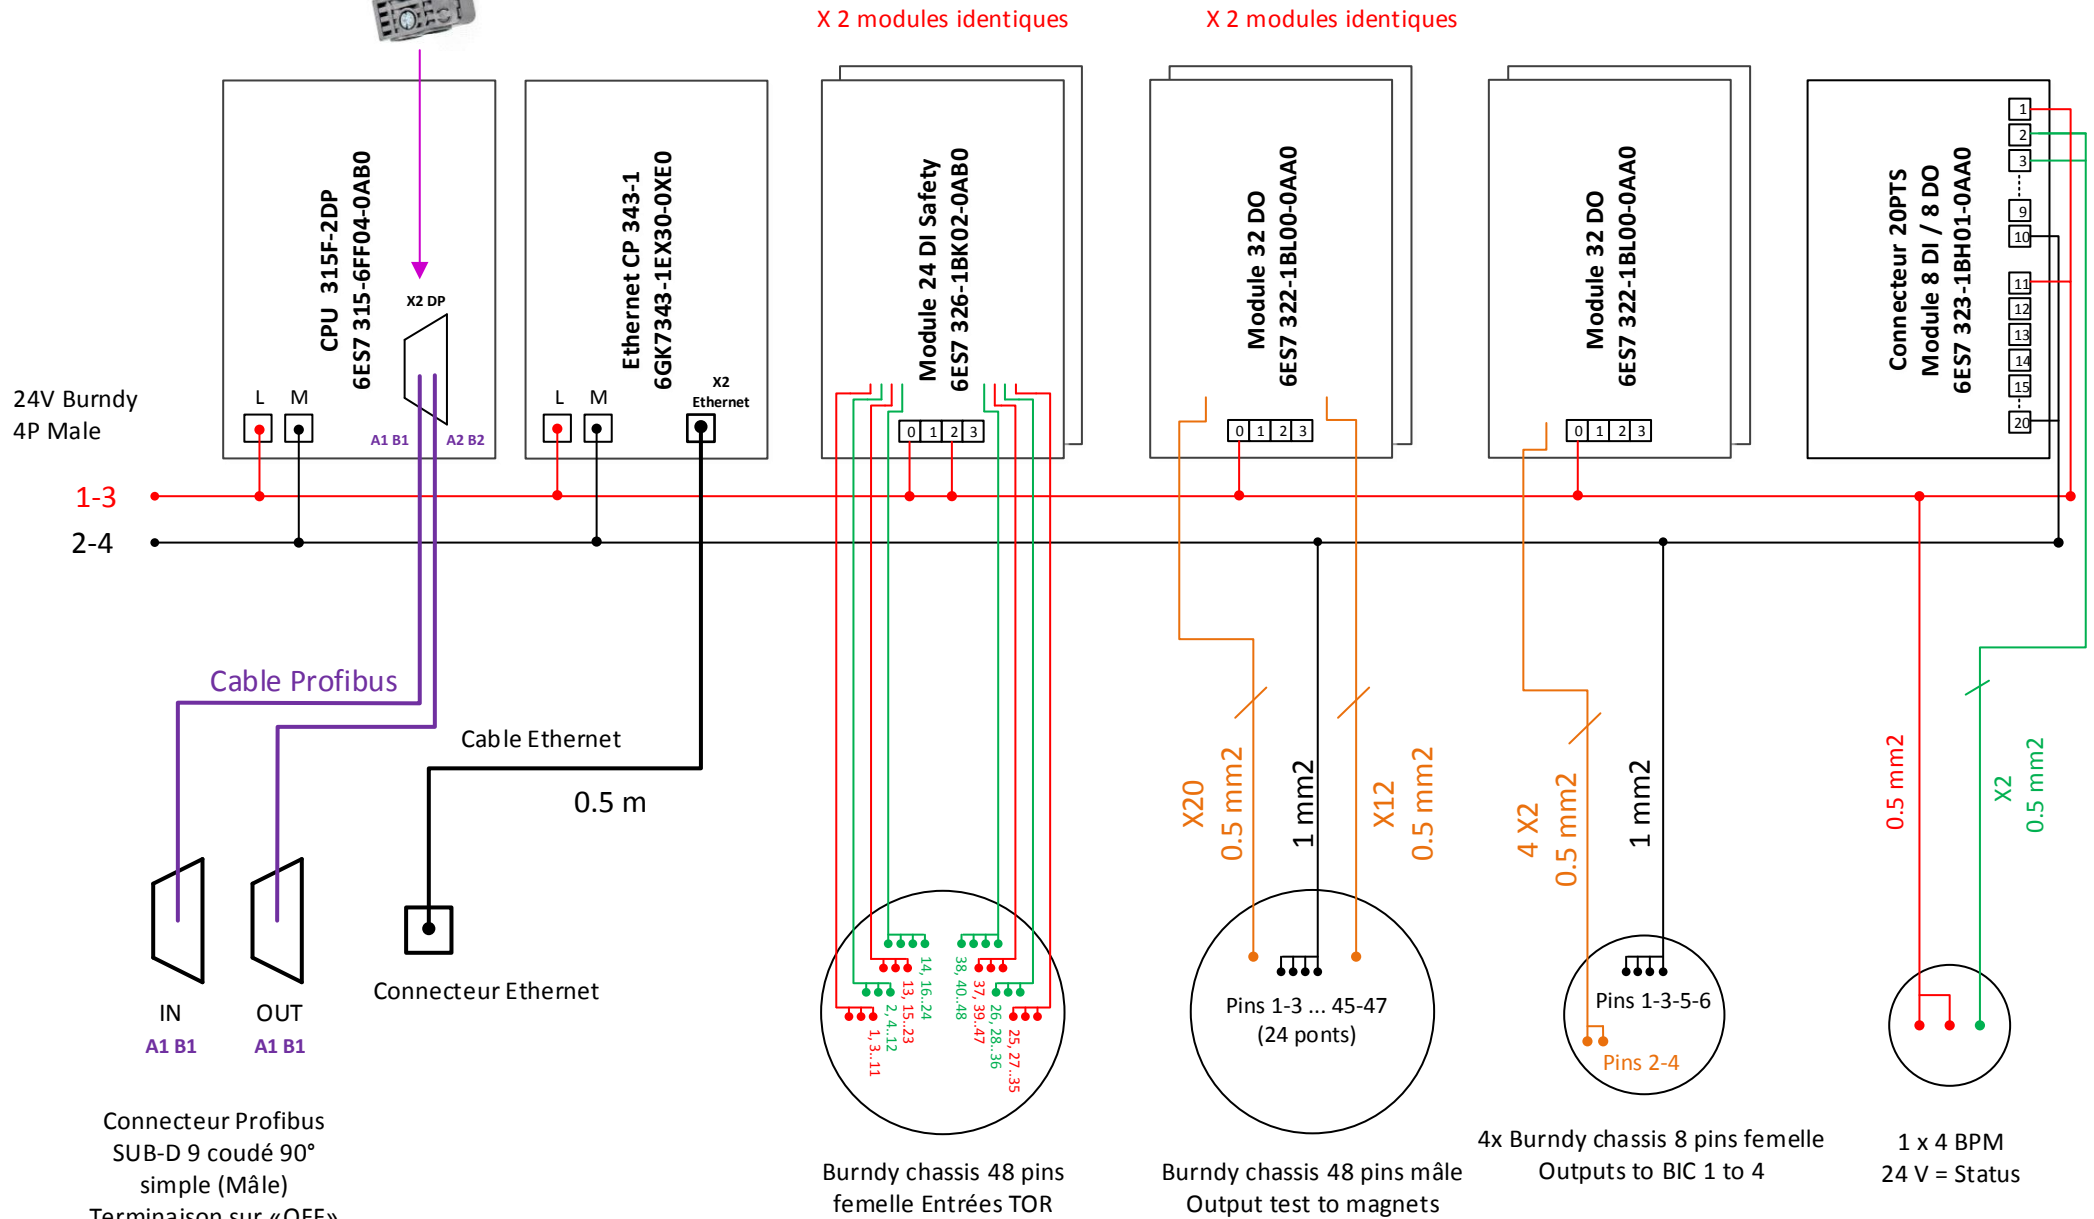 X 2 modules identiques
X 2 modules identiques
CPU 315F-2DP
6ES7 315-6FF04-0AB0
X2 DP
L
M
A1 B1
A2 B2
Ethernet CP 343-1
6GK7343-1EX30-0XE0
L
M
X2
Ethernet
Module 24 DI Safety
6ES7 326-1BK02-0AB0
0 1 2 3
Module 32 DO
6ES7 322-1BL00-0AA0
0 1 2 3
Module 32 DO
6ES7 322-1BL00-0AA0
0 1 2 3
Connecteur 20PTS
Module 8 DI / 8 DO
6ES7 323-1BH01-0AA0
1
2
3
9
10
11
12
13
14
15
20
24V Burndy
4P Male
1-3
2-4
Cable Profibus
Cable Ethernet
0.5 m
X20
0.5 mm2
1 mm2
X12
0.5 mm2
4 X2
0.5 mm2
1 mm2
0.5 mm2
X2
0.5 mm2
IN
A1 B1
OUT
A1 B1
Connecteur Ethernet
1, 3..11
2, 4..12
13, 15..23
14, 16..24
38, 40..48
37, 39..47
26, 28..36
25, 27..35
Pins 1-3 ... 45-47
(24 ponts)
Pins 1-3-5-6
Pins 2-4
Connecteur Profibus
SUB-D 9 coudé 90°
simple (Mâle)
Terminaison sur «OFF»
Burndy chassis 48 pins
femelle Entrées TOR
Burndy chassis 48 pins mâle
Output test to magnets
4x Burndy chassis 8 pins femelle
Outputs to BIC 1 to 4
1 x 4 BPM
24 V = Status